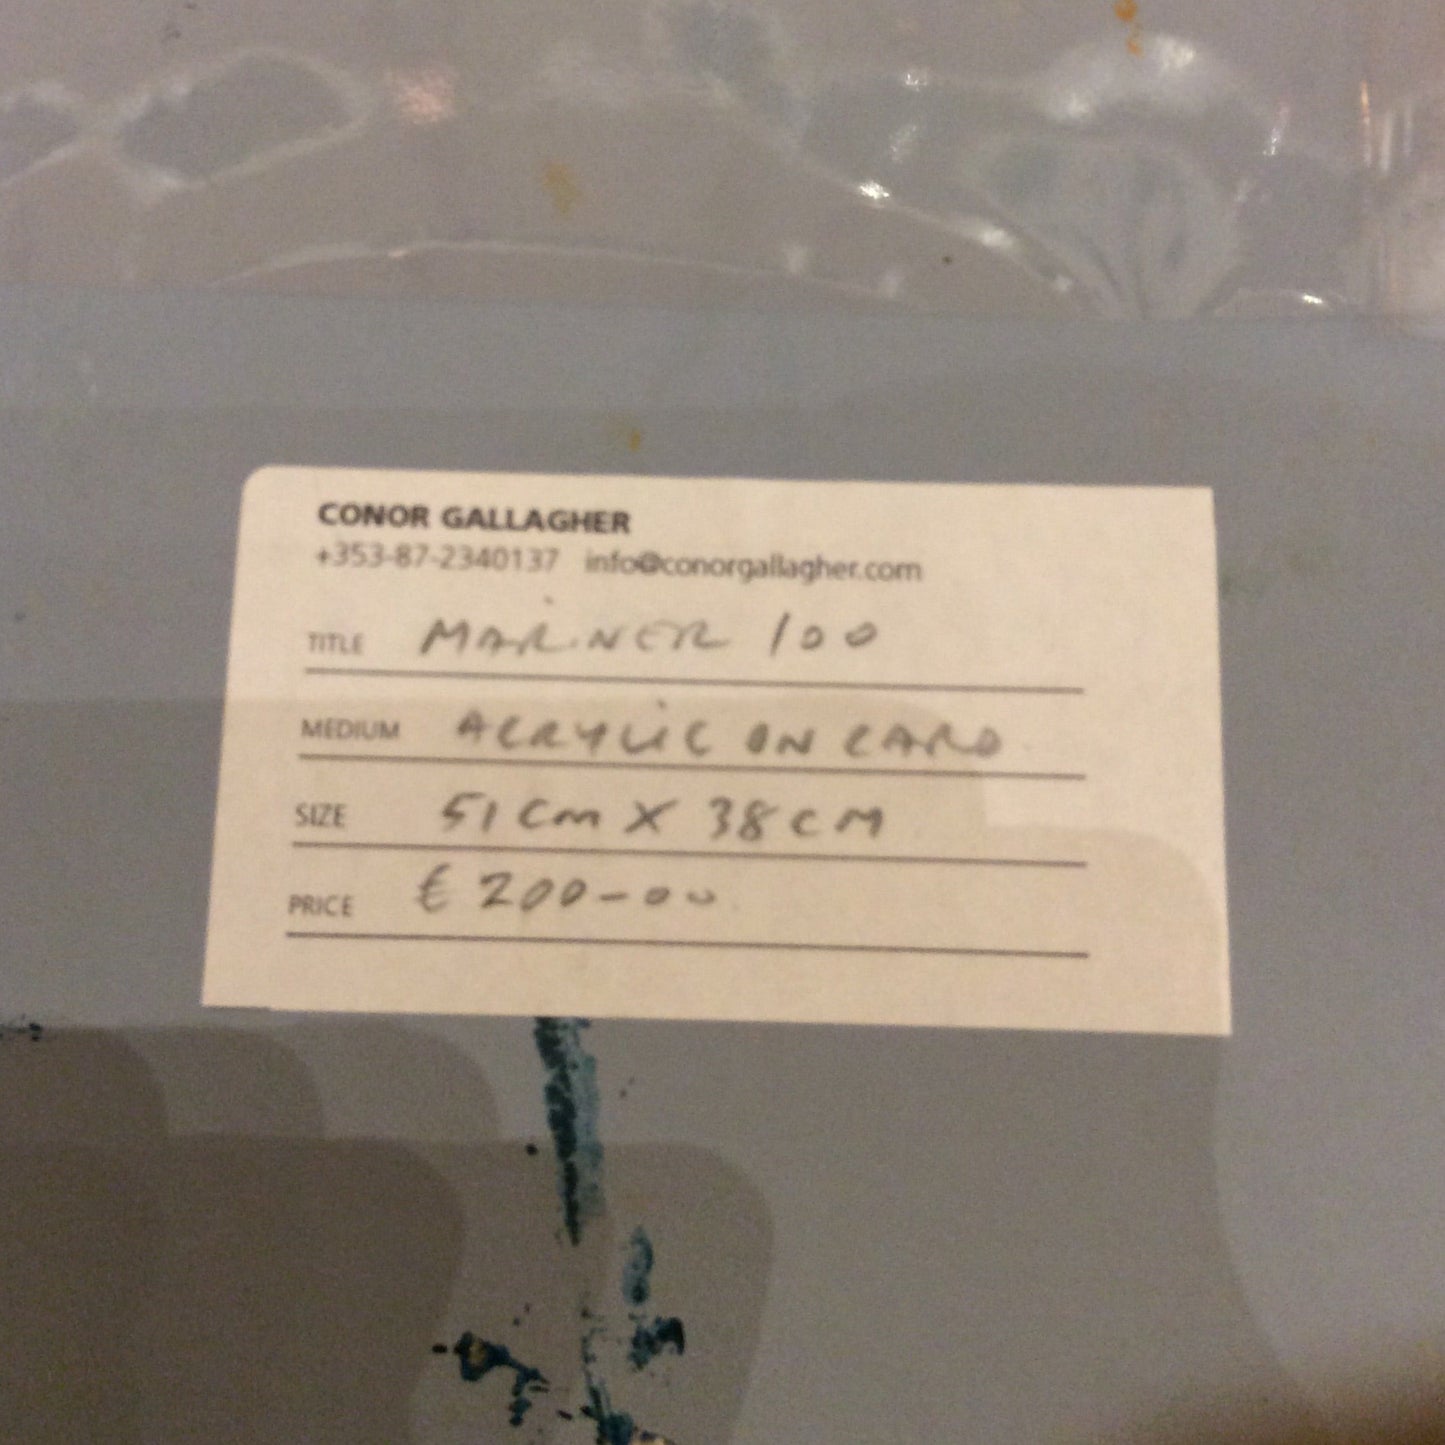 CONOR GALLAGHER
+353-87-2340137 info@conorgallagher.com
TITLE MARINER 100
MEDIUM ACRYLIC ON CARD
SIZE 51cm X 38cm
PRICE €200-00